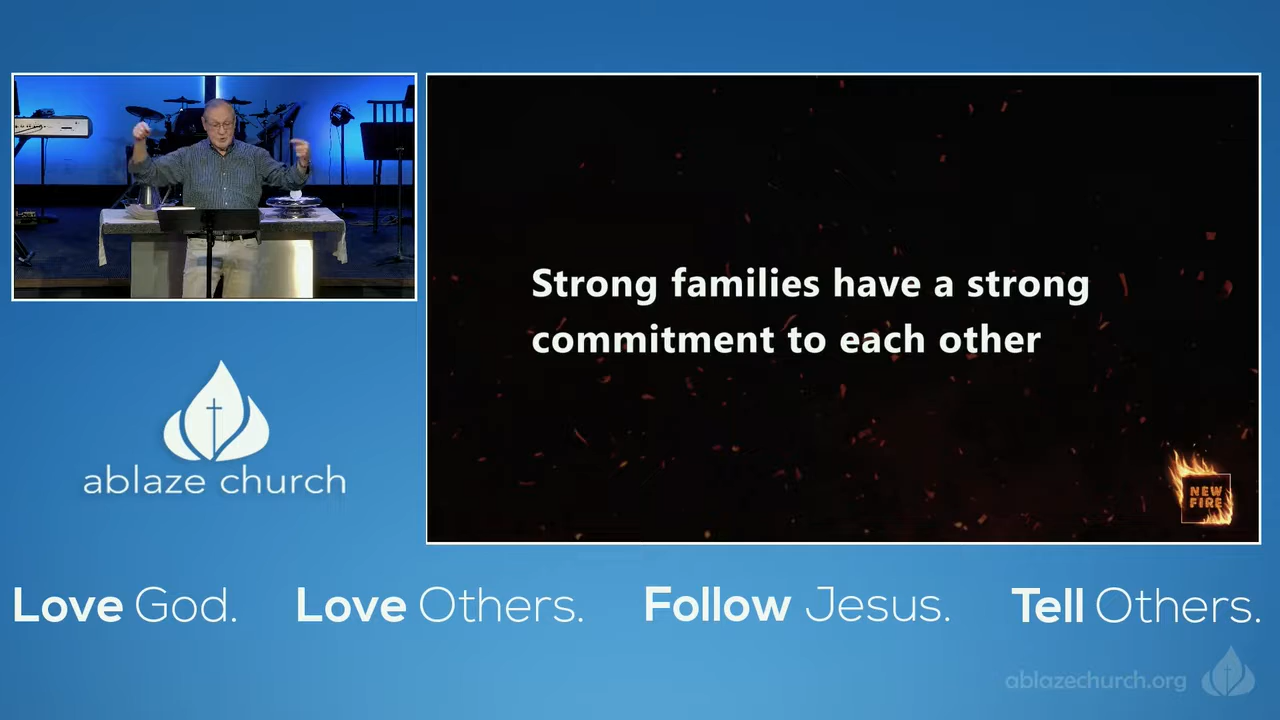 Strong families have a strong
commitment to each other
NEW
FIRE
ablaze church
Love God. Love Others. Follow Jesus. Tell Others.
ablazechurch.org